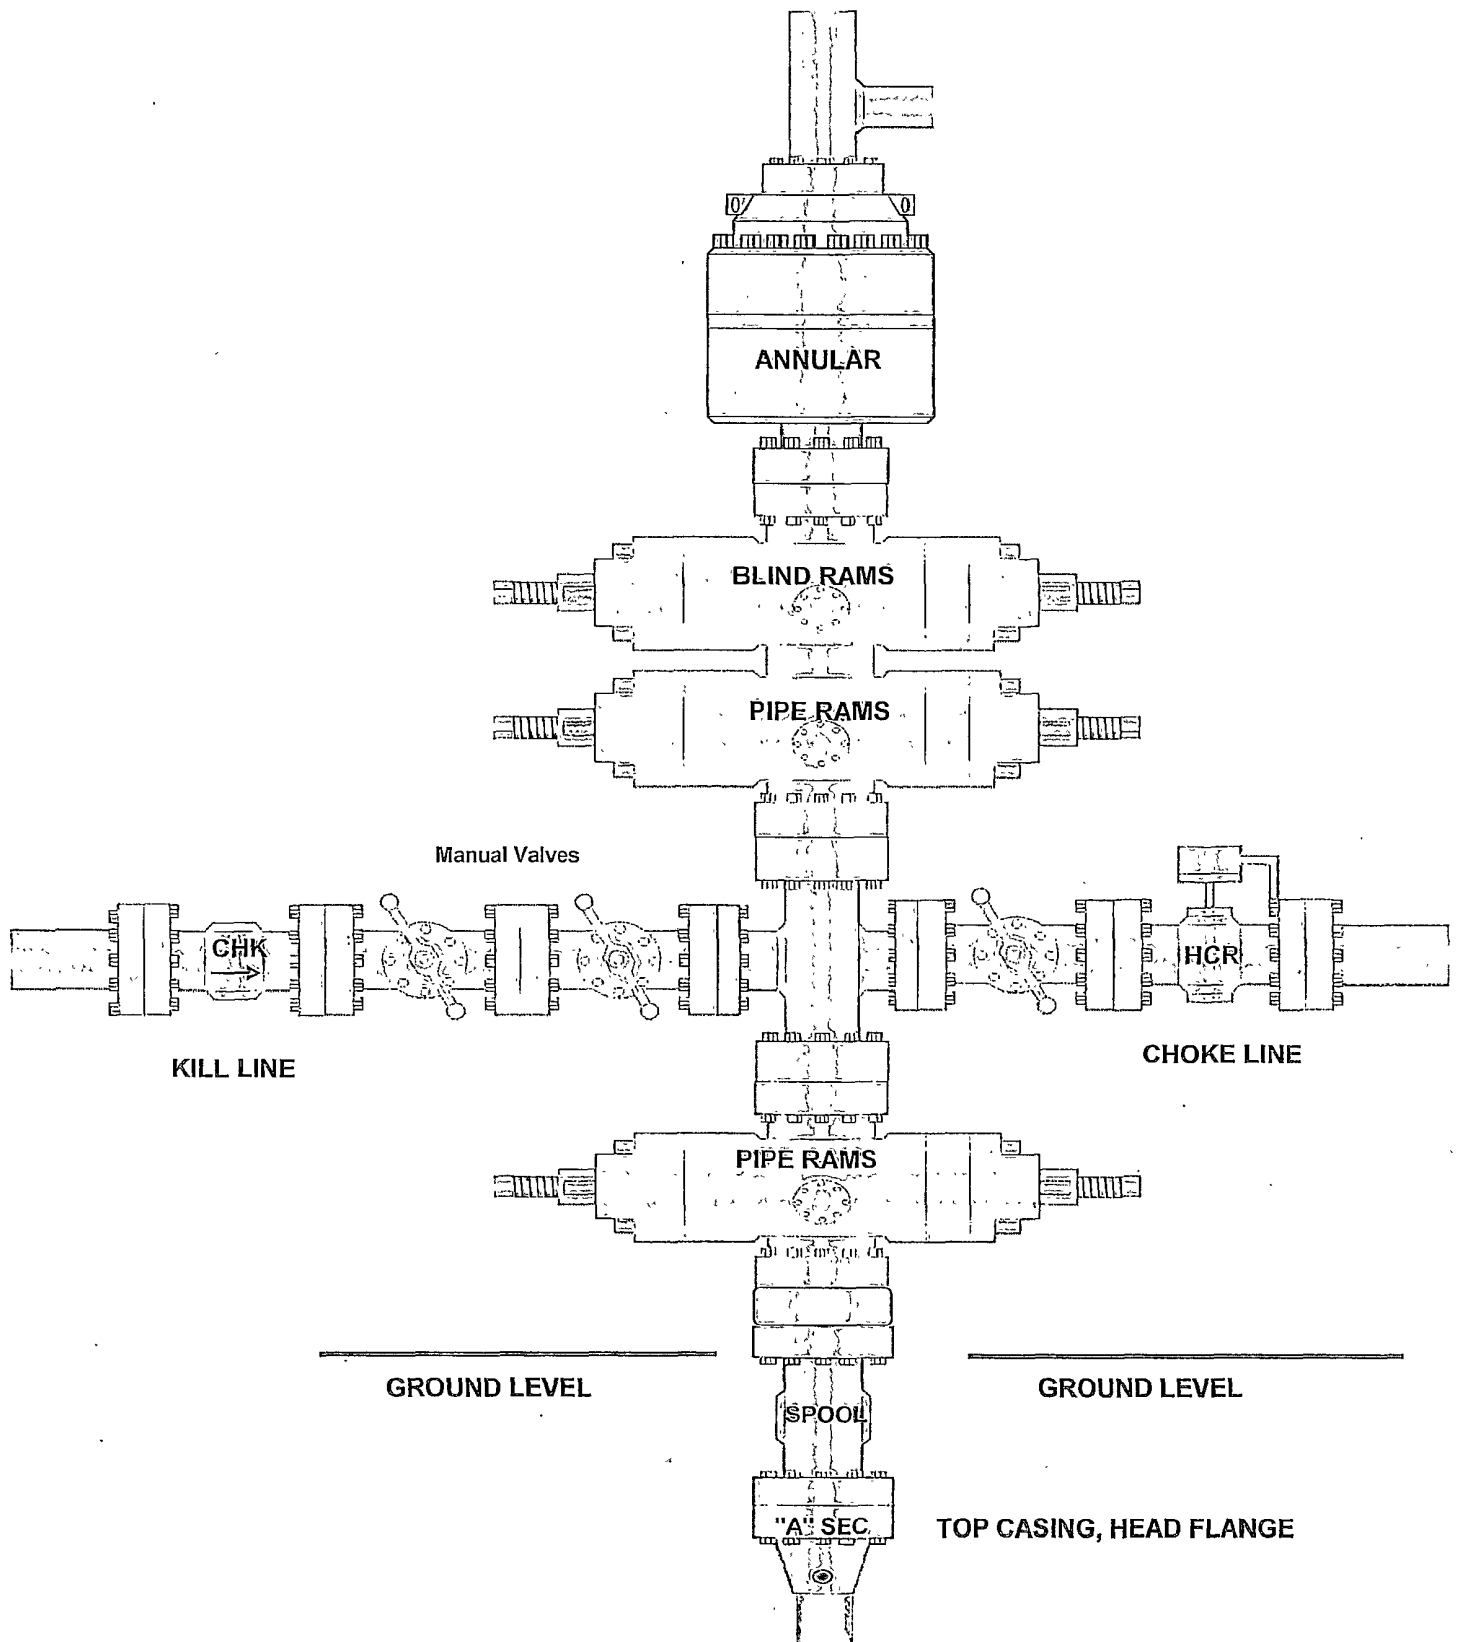 ANNULAR
BLIND RAMS
PIPE RAMS
Manual Valves
CHK
HCR
KILL LINE
CHOKE LINE
PIPE RAMS
GROUND LEVEL
GROUND LEVEL
SPOOL
"A" SEC
TOP CASING, HEAD FLANGE